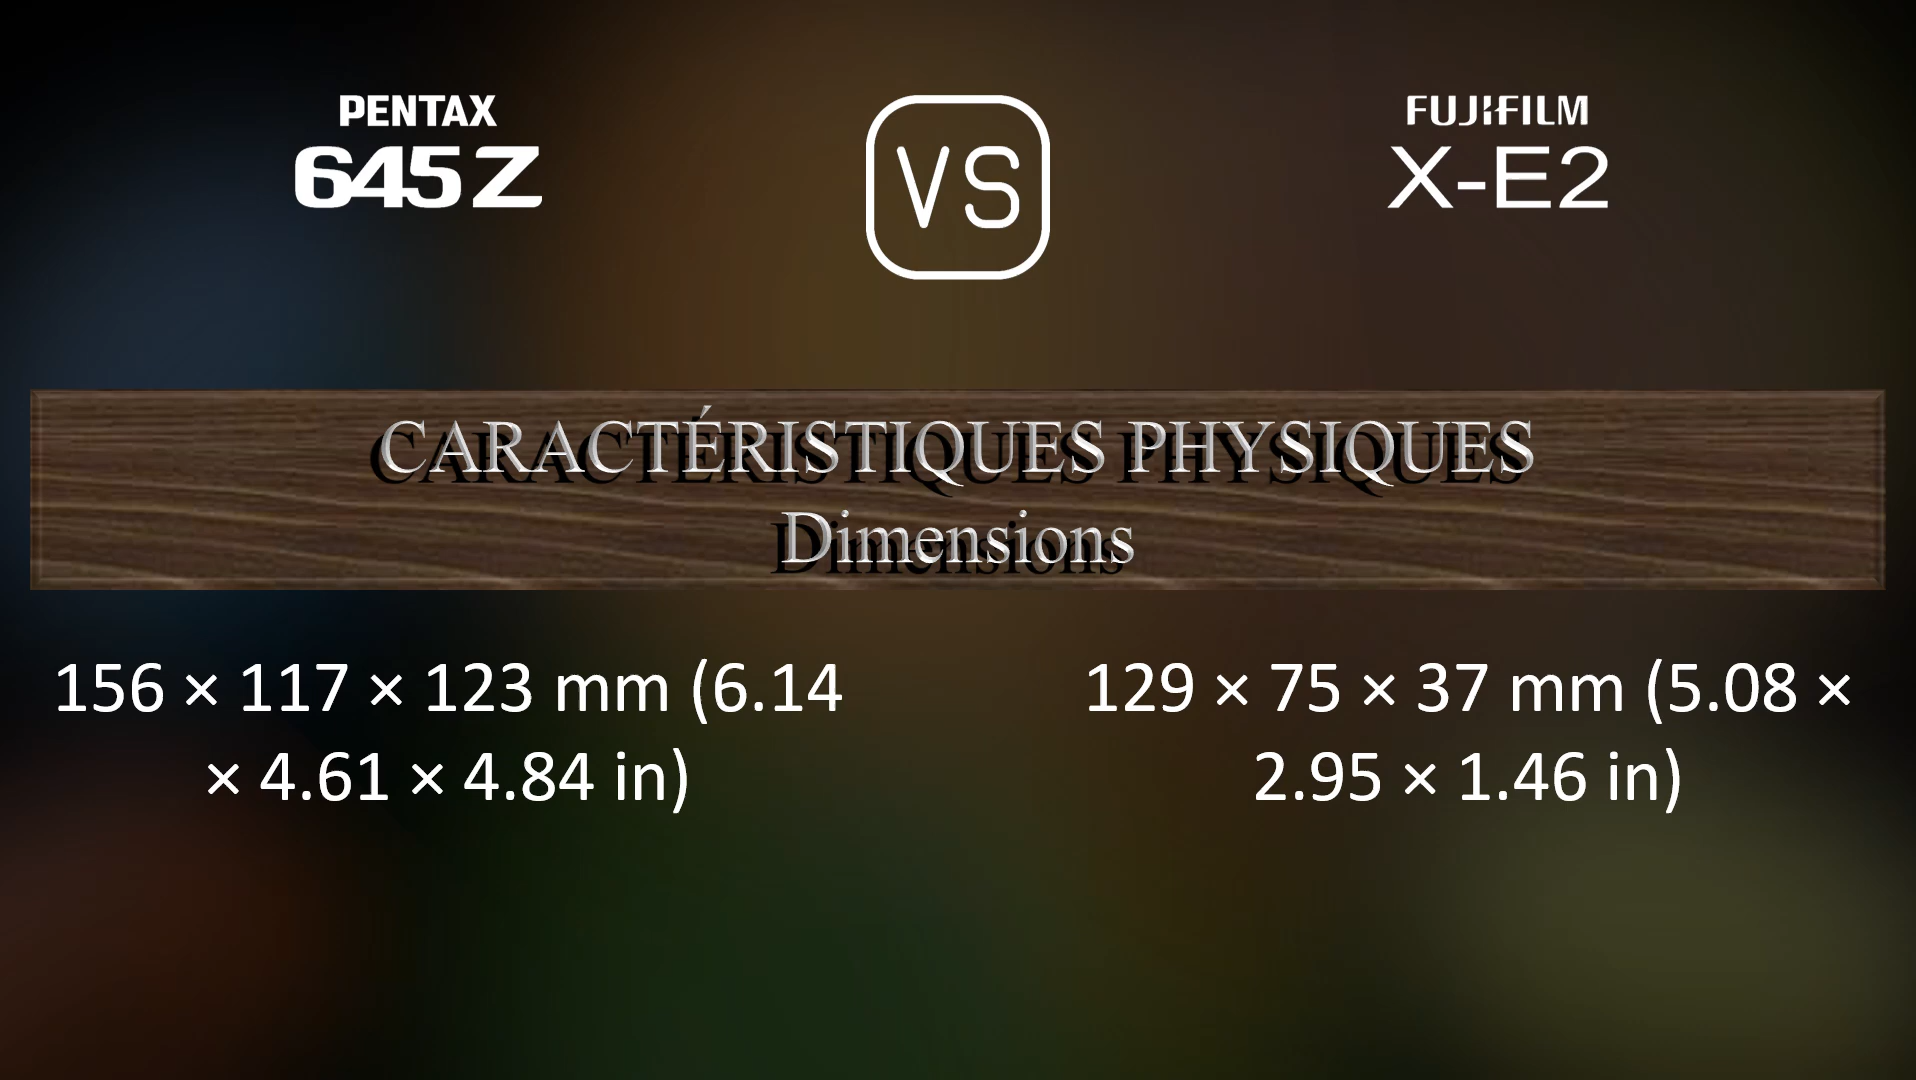 PENTAX
645Z
VS
FUJIFILM
X-E2
CARACTÉRISTIQUES PHYSIQUES
Dimensions
156 × 117 × 123 mm (6.14
× 4.61 × 4.84 in)
129 × 75 × 37 mm (5.08 ×
2.95 × 1.46 in)